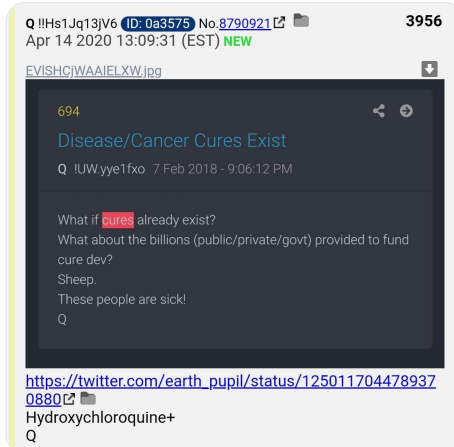 Q !!Hs1Jq13jV6 ID: 0a3575 No.8790921 3956
Apr 14 2020 13:09:31 (EST) NEW
EVlSHCjWAAIELXW.jpg
694
Disease/Cancer Cures Exist
Q !UW.yye1fxo 7 Feb 2018 - 9:06:12 PM
What if cures already exist?
What about the billions (public/private/govt) provided to fund
cure dev?
Sheep.
These people are sick!
Q
https://twitter.com/earth_pupil/status/125011704478937
0880
Hydroxychloroquine+
Q